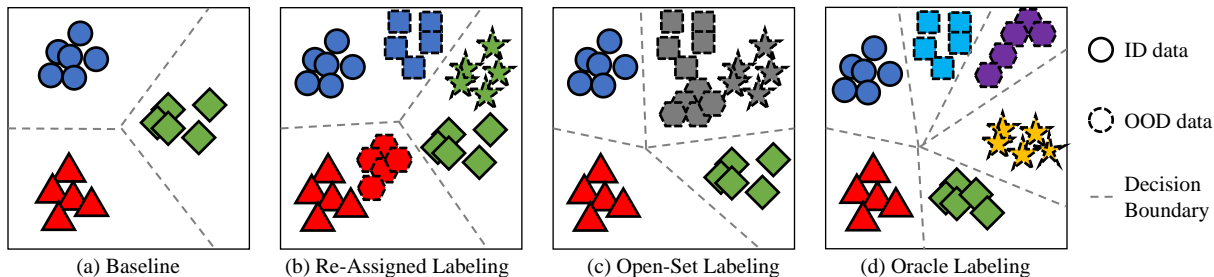 ID data
OOD data
Decision
Boundary
(a) Baseline
(b) Re-Assigned Labeling
(c) Open-Set Labeling
(d) Oracle Labeling